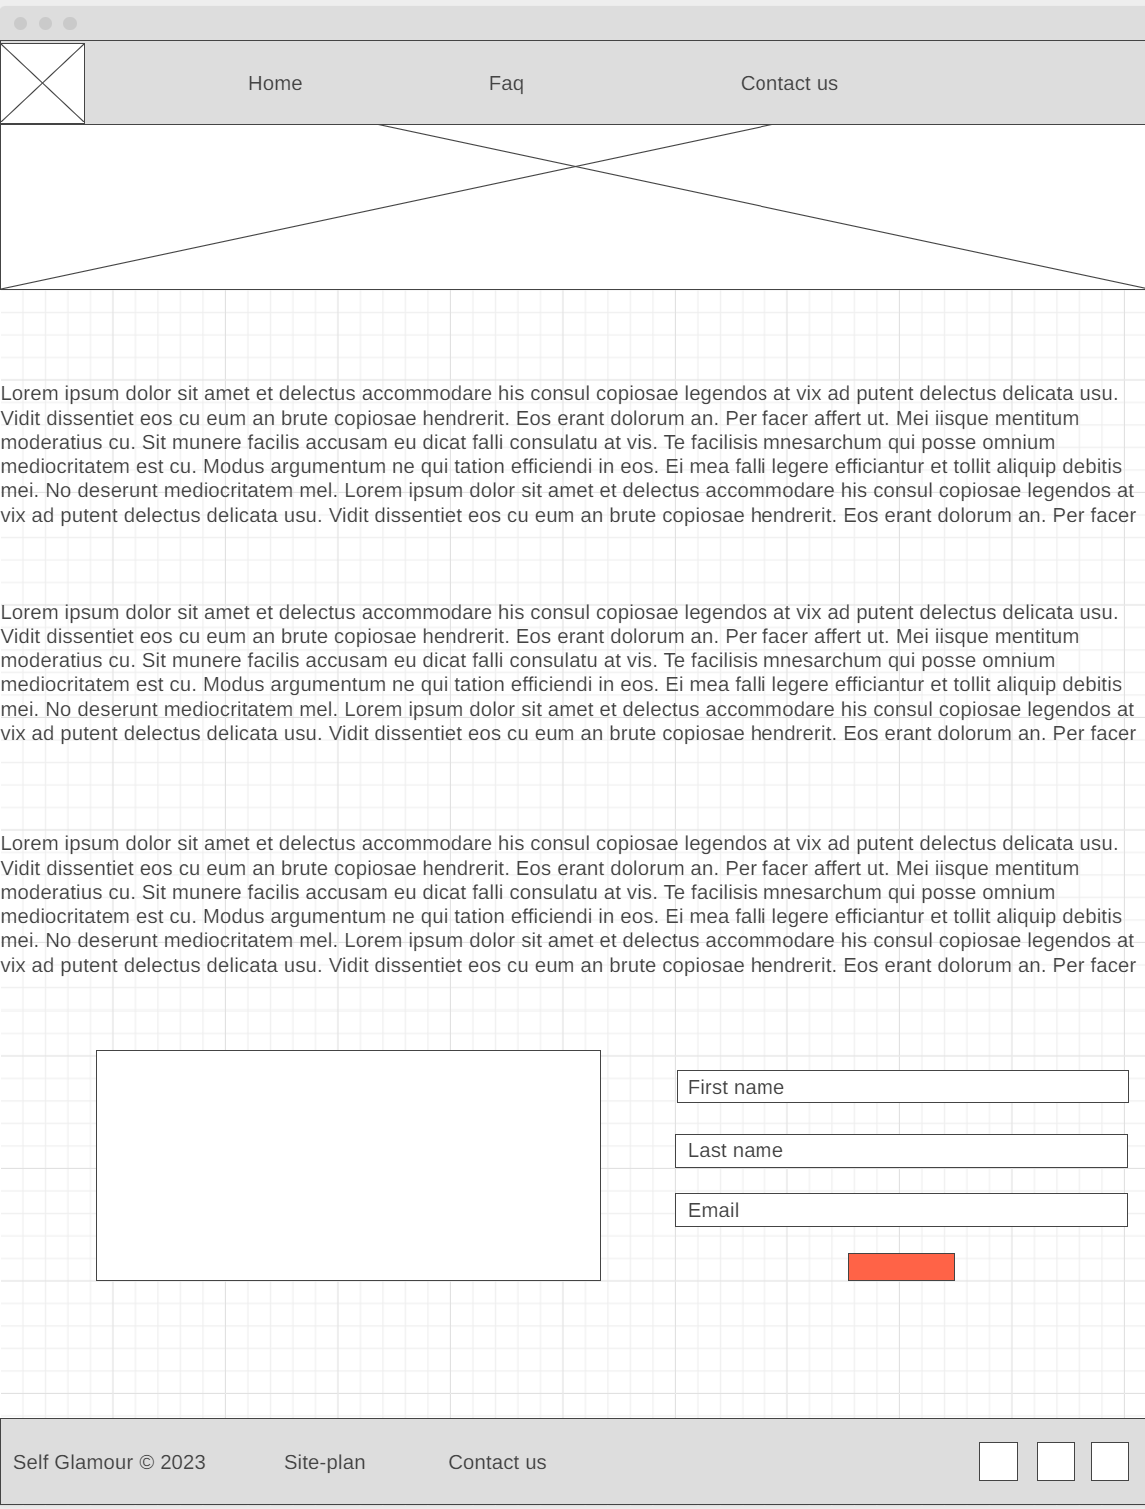 Home Faq Contact us
Lorem ipsum dolor sit amet et delectus accommodare his consul copiosae legendos at vix ad putent delectus delicata usu.
Vidit dissentiet eos cu eum an brute copiosae hendrerit. Eos erant dolorum an. Per facer affert ut. Mei iisque mentitum
moderatius cu. Sit munere facilis accusam eu dicat falli consulatu at vis. Te facilisis mnesarchum qui posse omnium
mediocritatem est cu. Modus argumentum ne qui tation efficiendi in eos. Ei mea falli legere efficiantur et tollit aliquip debitis
mei. No deserunt mediocritatem mel. Lorem ipsum dolor sit amet et delectus accommodare his consul copiosae legendos at
vix ad putent delectus delicata usu. Vidit dissentiet eos cu eum an brute copiosae hendrerit. Eos erant dolorum an. Per facer
Lorem ipsum dolor sit amet et delectus accommodare his consul copiosae legendos at vix ad putent delectus delicata usu.
Vidit dissentiet eos cu eum an brute copiosae hendrerit. Eos erant dolorum an. Per facer affert ut. Mei iisque mentitum
moderatius cu. Sit munere facilis accusam eu dicat falli consulatu at vis. Te facilisis mnesarchum qui posse omnium
mediocritatem est cu. Modus argumentum ne qui tation efficiendi in eos. Ei mea falli legere efficiantur et tollit aliquip debitis
mei. No deserunt mediocritatem mel. Lorem ipsum dolor sit amet et delectus accommodare his consul copiosae legendos at
vix ad putent delectus delicata usu. Vidit dissentiet eos cu eum an brute copiosae hendrerit. Eos erant dolorum an. Per facer
Lorem ipsum dolor sit amet et delectus accommodare his consul copiosae legendos at vix ad putent delectus delicata usu.
Vidit dissentiet eos cu eum an brute copiosae hendrerit. Eos erant dolorum an. Per facer affert ut. Mei iisque mentitum
moderatius cu. Sit munere facilis accusam eu dicat falli consulatu at vis. Te facilisis mnesarchum qui posse omnium
mediocritatem est cu. Modus argumentum ne qui tation efficiendi in eos. Ei mea falli legere efficiantur et tollit aliquip debitis
mei. No deserunt mediocritatem mel. Lorem ipsum dolor sit amet et delectus accommodare his consul copiosae legendos at
vix ad putent delectus delicata usu. Vidit dissentiet eos cu eum an brute copiosae hendrerit. Eos erant dolorum an. Per facer
First name
Last name
Email
Self Glamour © 2023 Site-plan Contact us